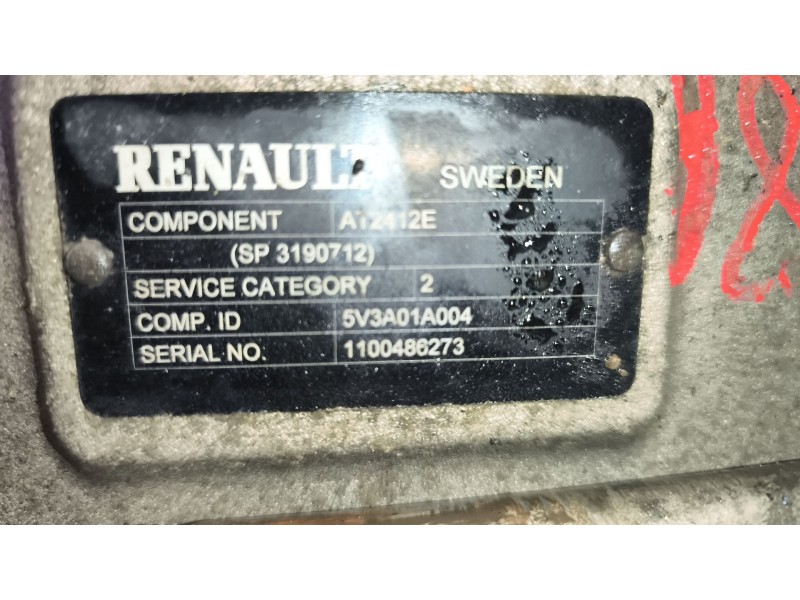 RENAULT SWEDEN
COMPONENT AT2412E
(SP 3190712)
SERVICE CATEGORY 2
COMP. ID 5V3A01A004
SERIAL NO. 1100486273